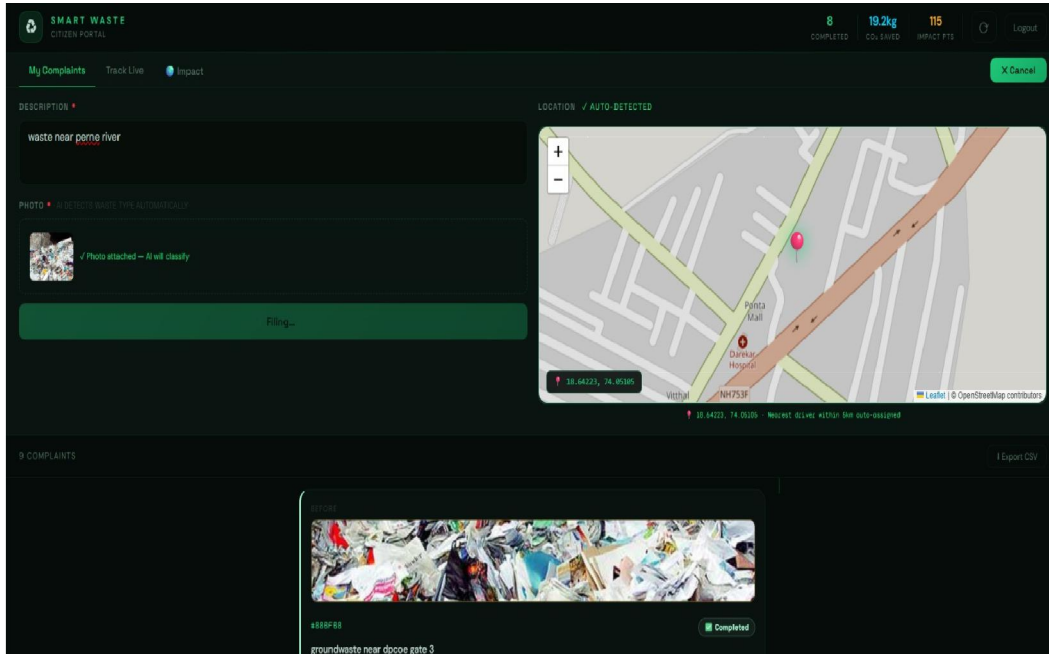 SMART WASTE
CITIZEN PORTAL
8
COMPLETED
19.2kg
CO₂ SAVED
115
IMPACT PTS
Logout
My Complaints
Track Live
Impact
X Cancel
DESCRIPTION *
waste near perne river
PHOTO * AI DETECTS WASTE TYPE AUTOMATICALLY
✓ Photo attached — AI will classify
Filing...
LOCATION ✓ AUTO-DETECTED
+
−
Ponta
Mall
Darekar
Hospital
Vitthal
NH753F
18.64223, 74.05105
Leaflet | © OpenStreetMap contributors
18.64223, 74.05105 · Nearest driver within 5km auto-assigned
9 COMPLAINTS
Export CSV
BEFORE
#888F88
Completed
groundwaste near dpcoe gate 3